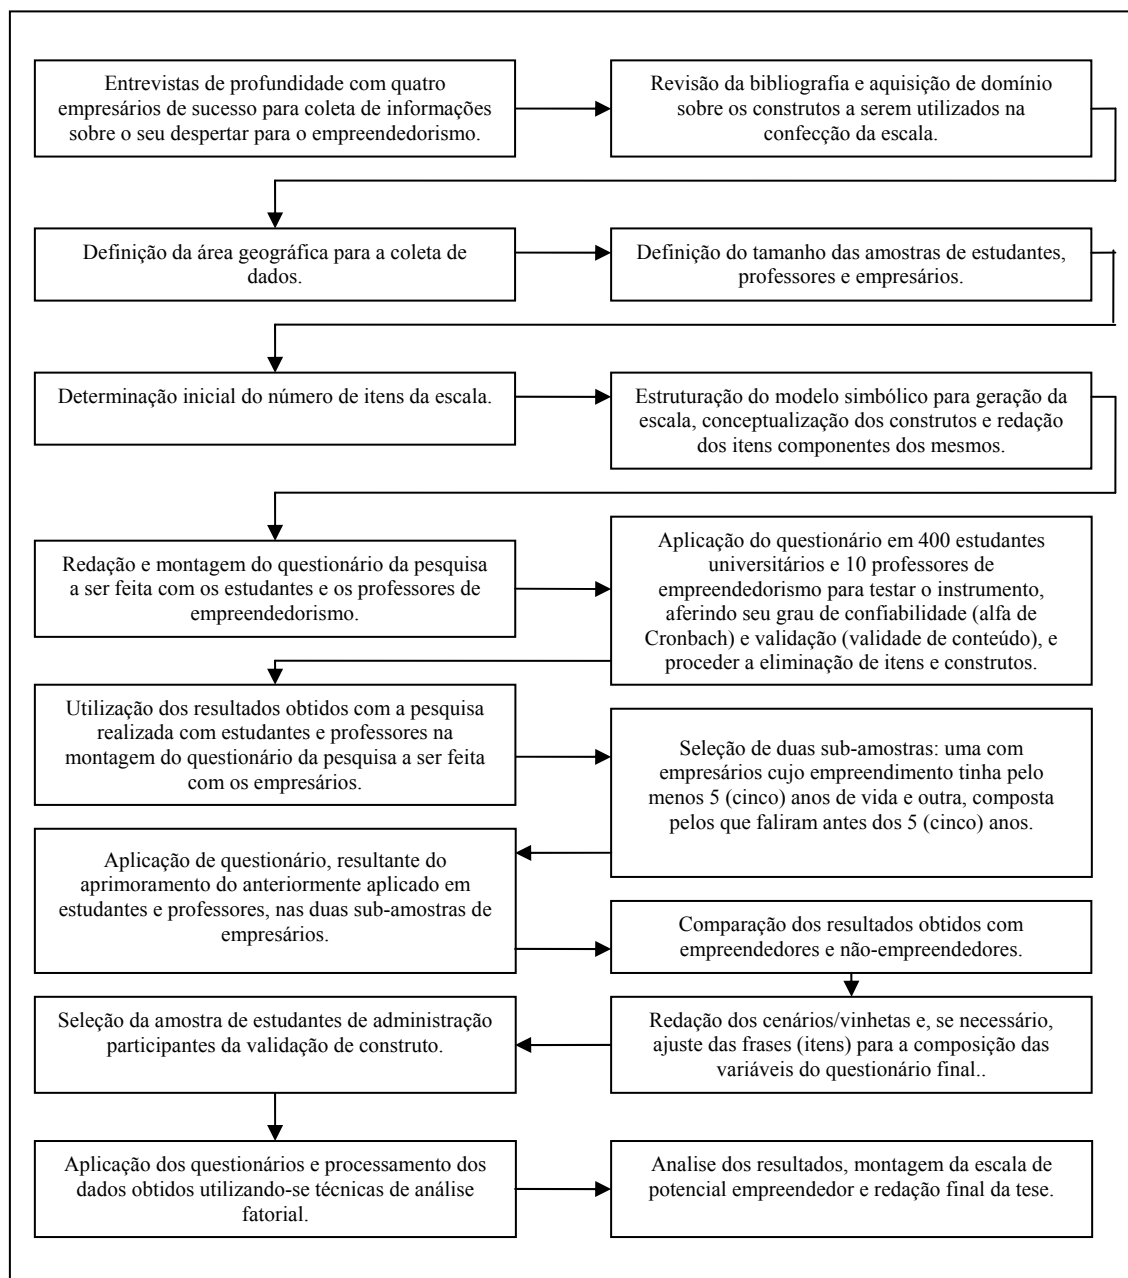 Entrevistas de profundidade com quatro
empresários de sucesso para coleta de informações
sobre o seu despertar para o empreendedorismo.
Revisão da bibliografia e aquisição de domínio
sobre os construtos a serem utilizados na
confecção da escala.
Definição da área geográfica para a coleta de
dados.
Definição do tamanho das amostras de estudantes,
professores e empresários.
Determinação inicial do número de itens da escala.
Estruturação do modelo simbólico para geração da
escala, conceptualização dos construtos e redação
dos itens componentes dos mesmos.
Redação e montagem do questionário da pesquisa
a ser feita com os estudantes e os professores de
empreendedorismo.
Aplicação do questionário em 400 estudantes
universitários e 10 professores de
empreendedorismo para testar o instrumento,
aferindo seu grau de confiabilidade (alfa de
Cronbach) e validação (validade de conteúdo), e
proceder a eliminação de itens e construtos.
Utilização dos resultados obtidos com a pesquisa
realizada com estudantes e professores na
montagem do questionário da pesquisa a ser feita
com os empresários.
Seleção de duas sub-amostras: uma com
empresários cujo empreendimento tinha pelo
menos 5 (cinco) anos de vida e outra, composta
pelos que faliram antes dos 5 (cinco) anos.
Aplicação de questionário, resultante do
aprimoramento do anteriormente aplicado em
estudantes e professores, nas duas sub-amostras de
empresários.
Comparação dos resultados obtidos com
empreendedores e não-empreendedores.
Redação dos cenários/vinhetas e, se necessário,
ajuste das frases (itens) para a composição das
variáveis do questionário final..
Seleção da amostra de estudantes de administração
participantes da validação de construto.
Aplicação dos questionários e processamento dos
dados obtidos utilizando-se técnicas de análise
fatorial.
Analise dos resultados, montagem da escala de
potencial empreendedor e redação final da tese.